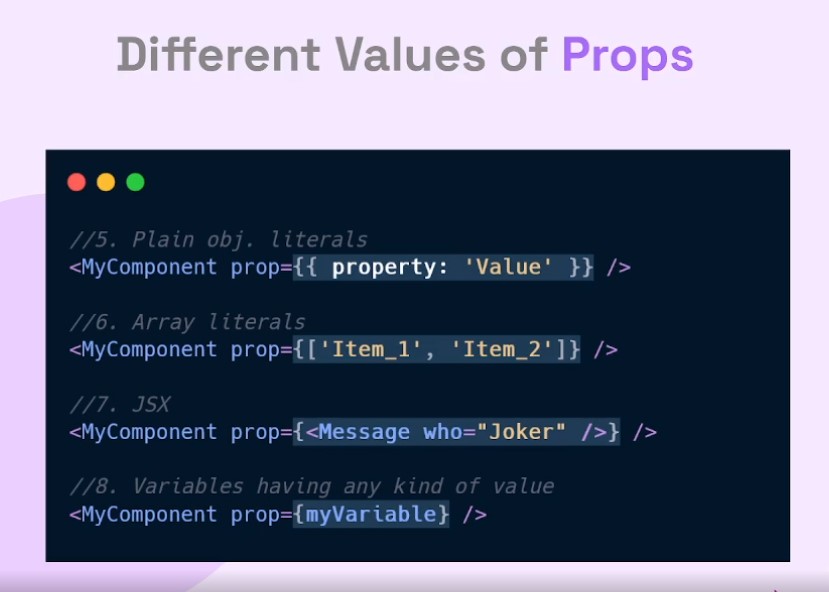 Different Values of Props
//5. Plain obj. literals
<MyComponent prop={{ property: 'Value' }} />
//6. Array literals
<MyComponent prop={['Item_1', 'Item_2']} />
//7. JSX
<MyComponent prop={<Message who="Joker" />} />
//8. Variables having any kind of value
<MyComponent prop={myVariable} />